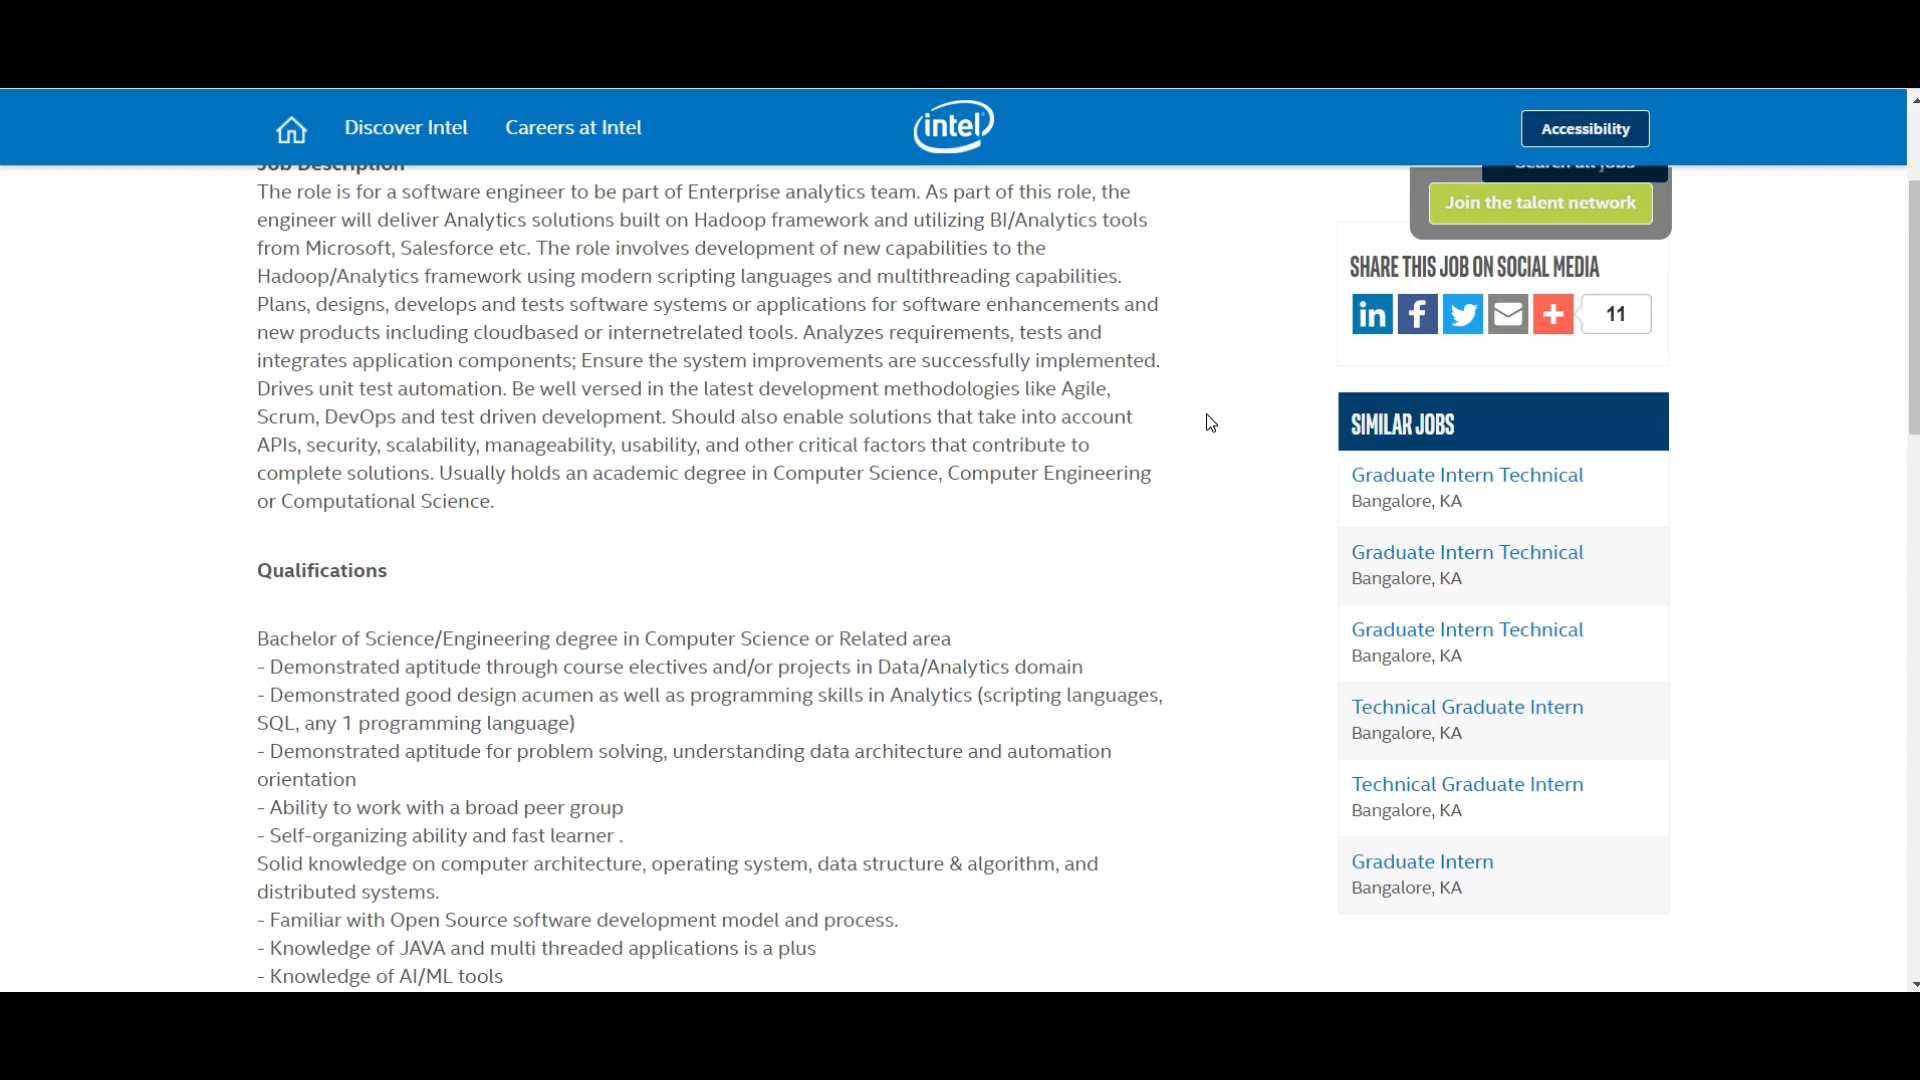 Discover Intel
Careers at Intel
intel
Accessibility
Job Description
The role is for a software engineer to be part of Enterprise analytics team. As part of this role, the
engineer will deliver Analytics solutions built on Hadoop framework and utilizing BI/Analytics tools
from Microsoft, Salesforce etc. The role involves development of new capabilities to the
Hadoop/Analytics framework using modern scripting languages and multithreading capabilities.
Plans, designs, develops and tests software systems or applications for software enhancements and
new products including cloudbased or internetrelated tools. Analyzes requirements, tests and
integrates application components; Ensure the system improvements are successfully implemented.
Drives unit test automation. Be well versed in the latest development methodologies like Agile,
Scrum, DevOps and test driven development. Should also enable solutions that take into account
APIs, security, scalability, manageability, usability, and other critical factors that contribute to
complete solutions. Usually holds an academic degree in Computer Science, Computer Engineering
or Computational Science.
Qualifications
Bachelor of Science/Engineering degree in Computer Science or Related area
- Demonstrated aptitude through course electives and/or projects in Data/Analytics domain
- Demonstrated good design acumen as well as programming skills in Analytics (scripting languages,
SQL, any 1 programming language)
- Demonstrated aptitude for problem solving, understanding data architecture and automation
orientation
- Ability to work with a broad peer group
- Self-organizing ability and fast learner .
Solid knowledge on computer architecture, operating system, data structure & algorithm, and
distributed systems.
- Familiar with Open Source software development model and process.
- Knowledge of JAVA and multi threaded applications is a plus
- Knowledge of AI/ML tools
Search all jobs
Join the talent network
SHARE THIS JOB ON SOCIAL MEDIA
in f 11
SIMILAR JOBS
Graduate Intern Technical
Bangalore, KA
Graduate Intern Technical
Bangalore, KA
Graduate Intern Technical
Bangalore, KA
Technical Graduate Intern
Bangalore, KA
Technical Graduate Intern
Bangalore, KA
Graduate Intern
Bangalore, KA